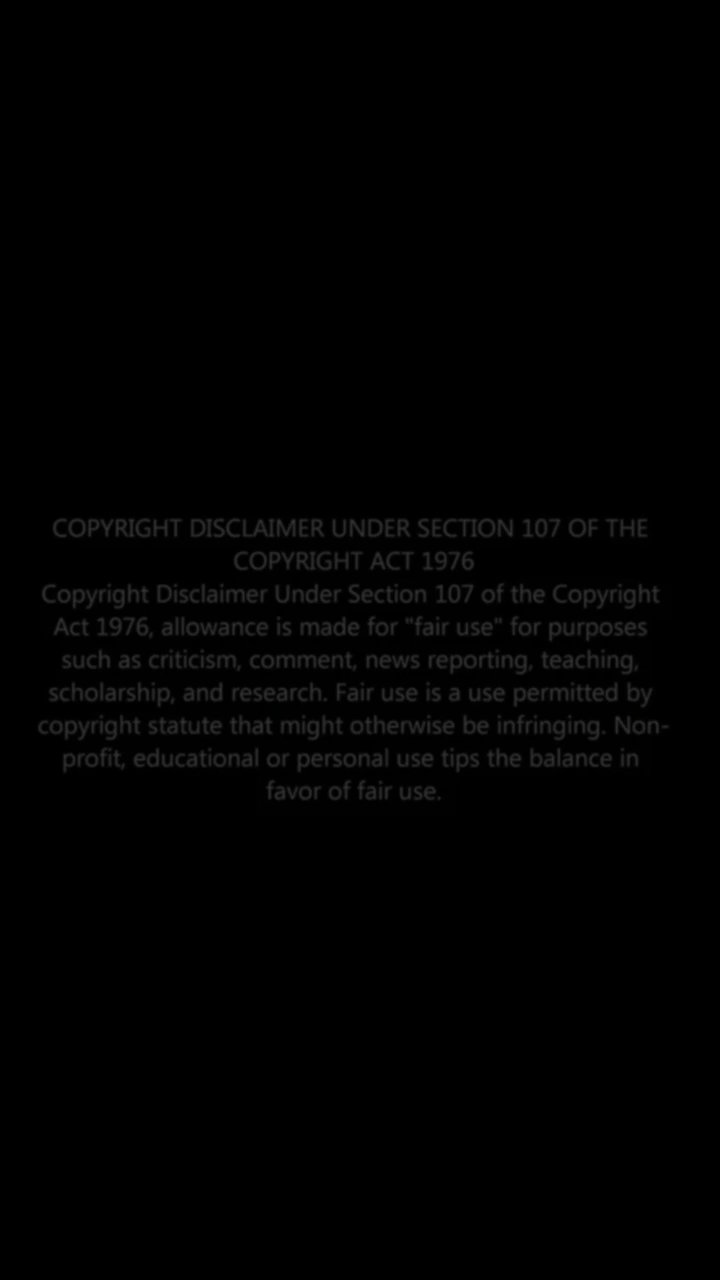 COPYRIGHT DISCLAIMER UNDER SECTION 107 OF THE
COPYRIGHT ACT 1976
Copyright Disclaimer Under Section 107 of the Copyright
Act 1976, allowance is made for "fair use" for purposes
such as criticism, comment, news reporting, teaching,
scholarship, and research. Fair use is a use permitted by
copyright statute that might otherwise be infringing. Non-
profit, educational or personal use tips the balance in
favor of fair use.